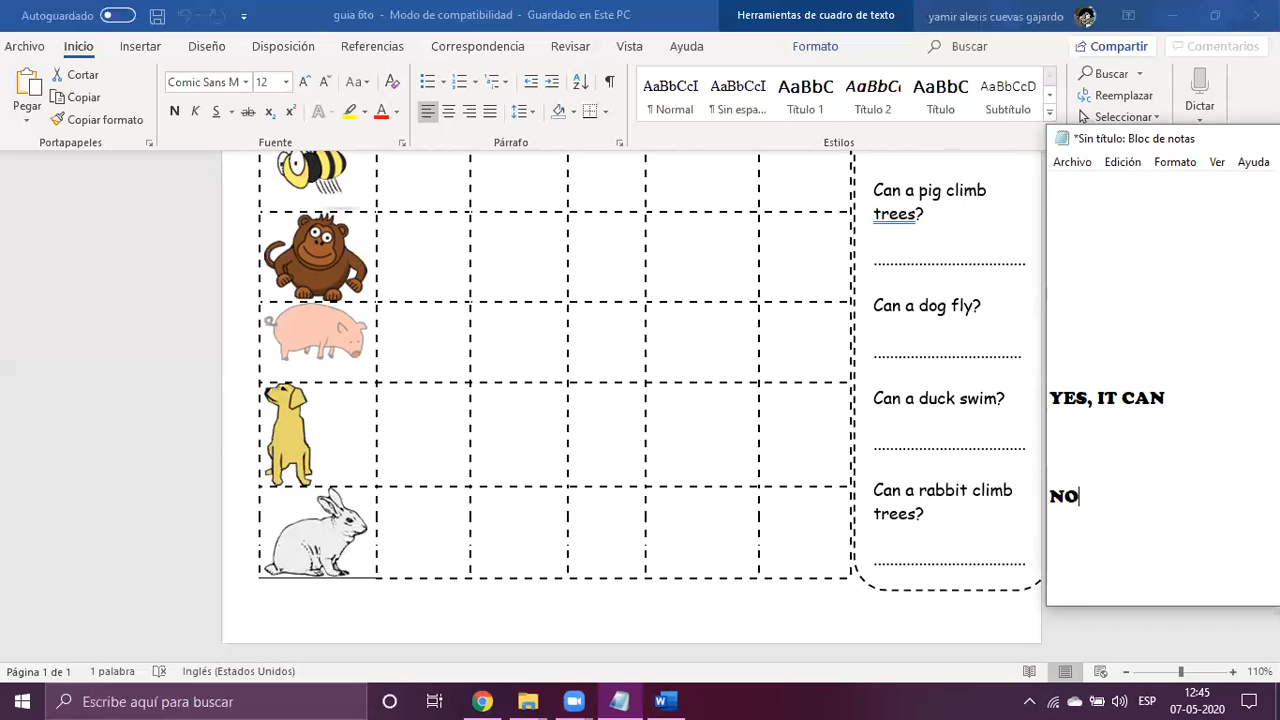 Autoguardado
guia 6to - Modo de compatibilidad - Guardado en Este PC
Herramientas de cuadro de texto
yamir alexis cuevas gajardo
Archivo Inicio Insertar Diseño Disposición Referencias Correspondencia Revisar Vista Ayuda Formato Buscar Compartir Comentarios
Pegar
Cortar
Copiar
Copiar formato
Portapapeles
Comic Sans M 12
N K S ab x₂ x²
Fuente
Párrafo
AaBbCcI AaBbCcI AaBbC AaBbCcI AaBbC AaBbCcD
¶ Normal ¶ Sin espa... Título 1 Título 2 Título Subtítulo
Estilos
Buscar
Reemplazar
Seleccionar
Dictar
*Sin título: Bloc de notas
Archivo Edición Formato Ver Ayuda
Can a pig climb
trees?
Can a dog fly?
Can a duck swim?
Can a rabbit climb
trees?
YES, IT CAN
NO
Página 1 de 1 1 palabra Inglés (Estados Unidos) 110%
Escribe aquí para buscar
ESP
12:45
07-05-2020